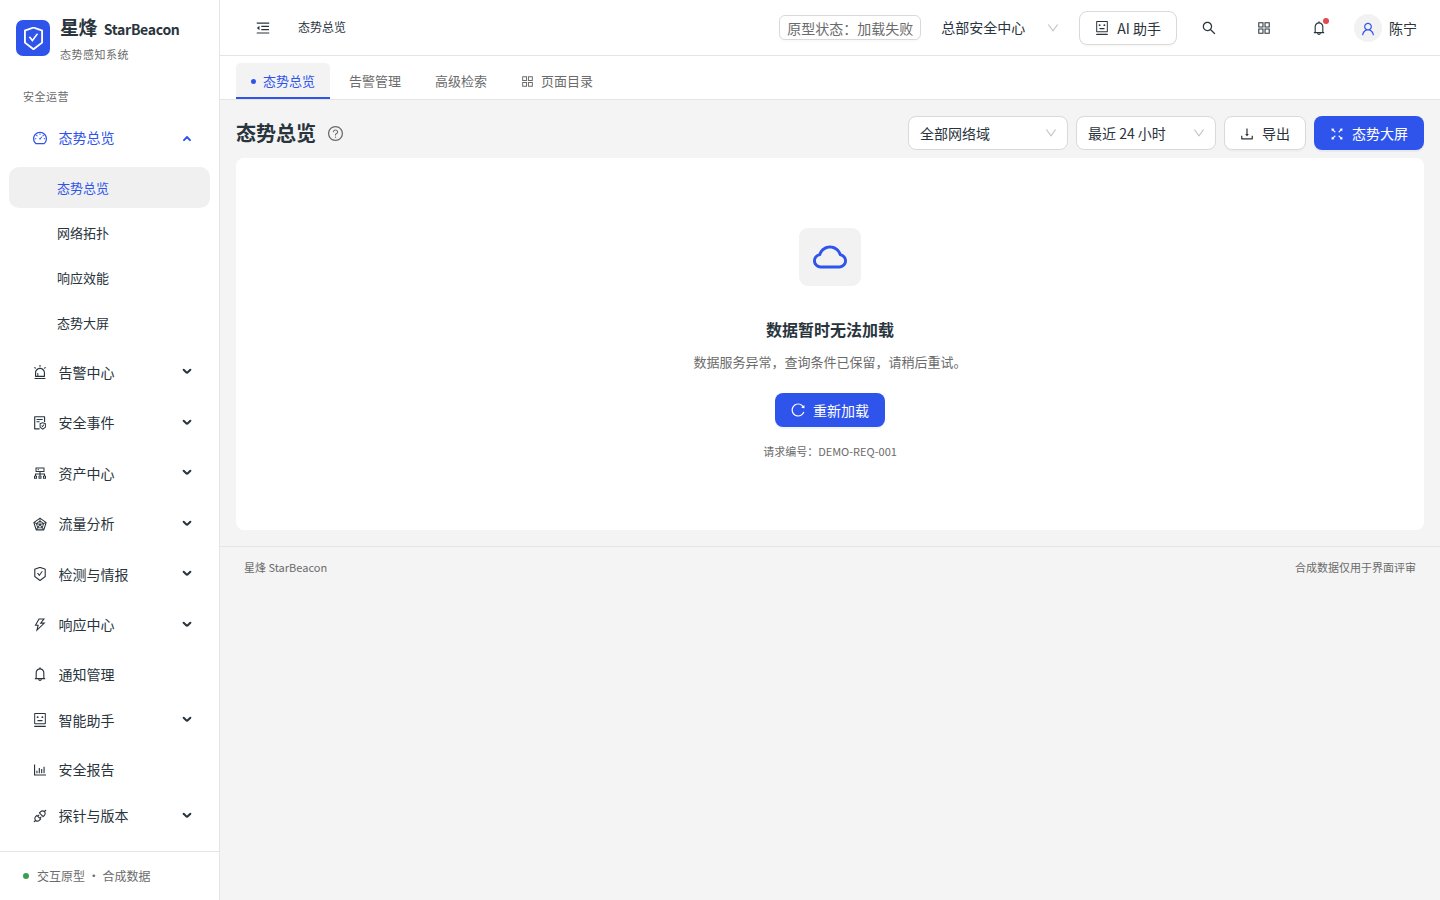 星烽 StarBeacon
态势感知系统
安全运营
态势总览
态势总览
网络拓扑
响应效能
态势大屏
告警中心
安全事件
资产中心
流量分析
检测与情报
响应中心
通知管理
智能助手
安全报告
探针与版本
交互原型 · 合成数据
态势总览
原型状态：加载失败
总部安全中心
AI 助手
陈宁
态势总览
告警管理
高级检索
页面目录
态势总览
全部网络域
最近 24 小时
导出
态势大屏
数据暂时无法加载
数据服务异常，查询条件已保留，请稍后重试。
重新加载
请求编号：DEMO-REQ-001
星烽 StarBeacon
合成数据仅用于界面评审